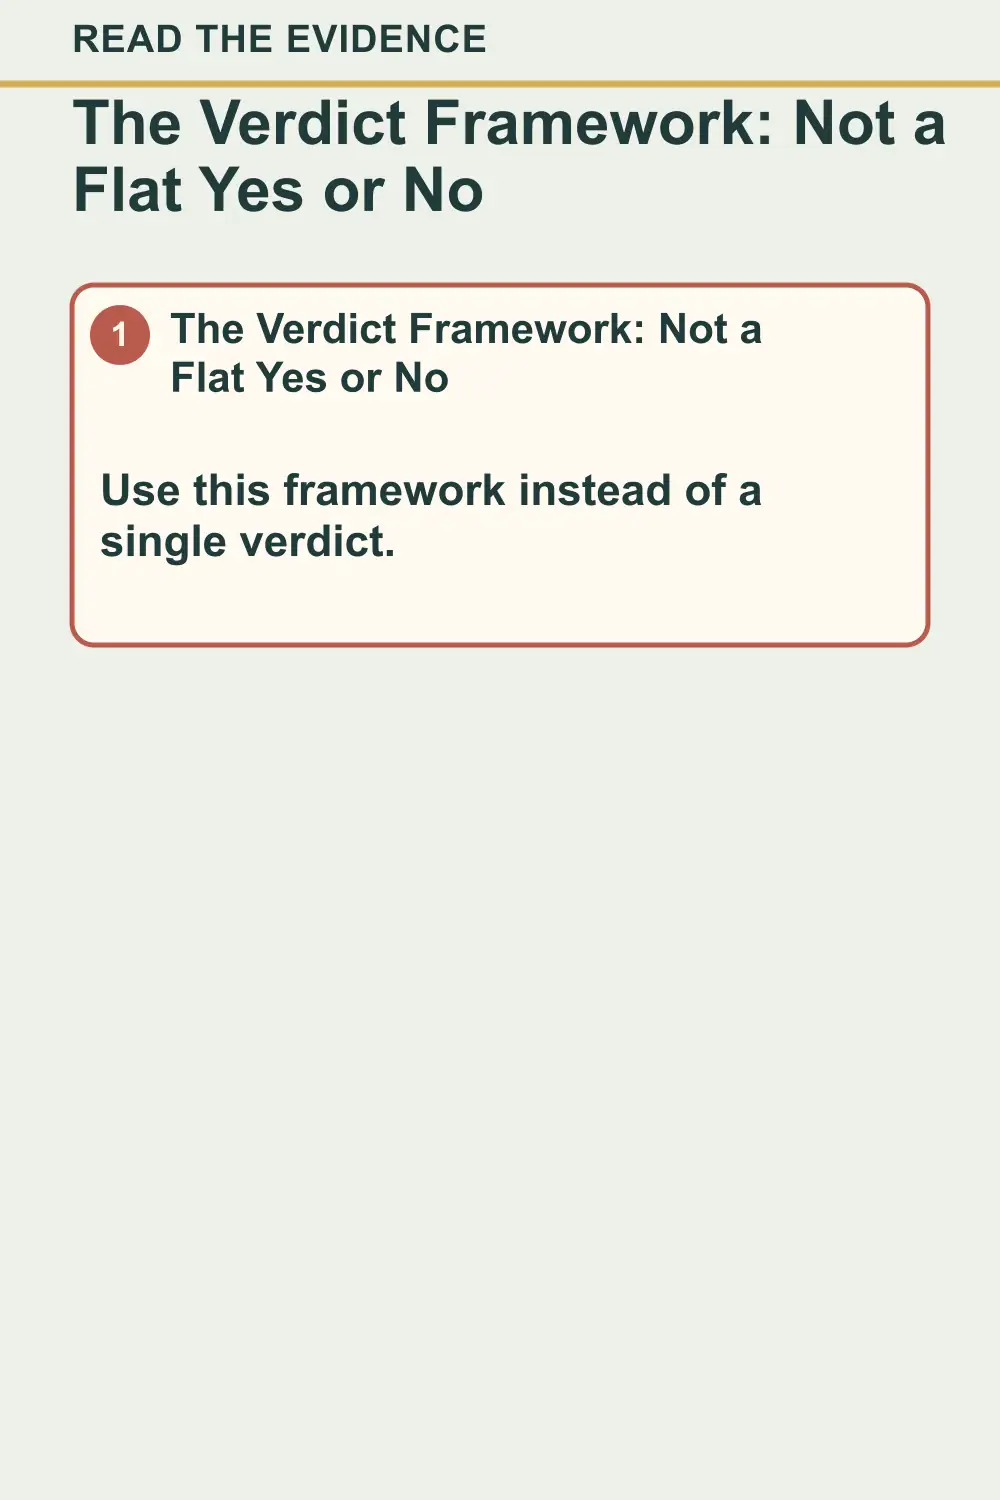 READ THE EVIDENCE
The Verdict Framework: Not a
Flat Yes or No
1
The Verdict Framework: Not a
Flat Yes or No
Use this framework instead of a
single verdict.